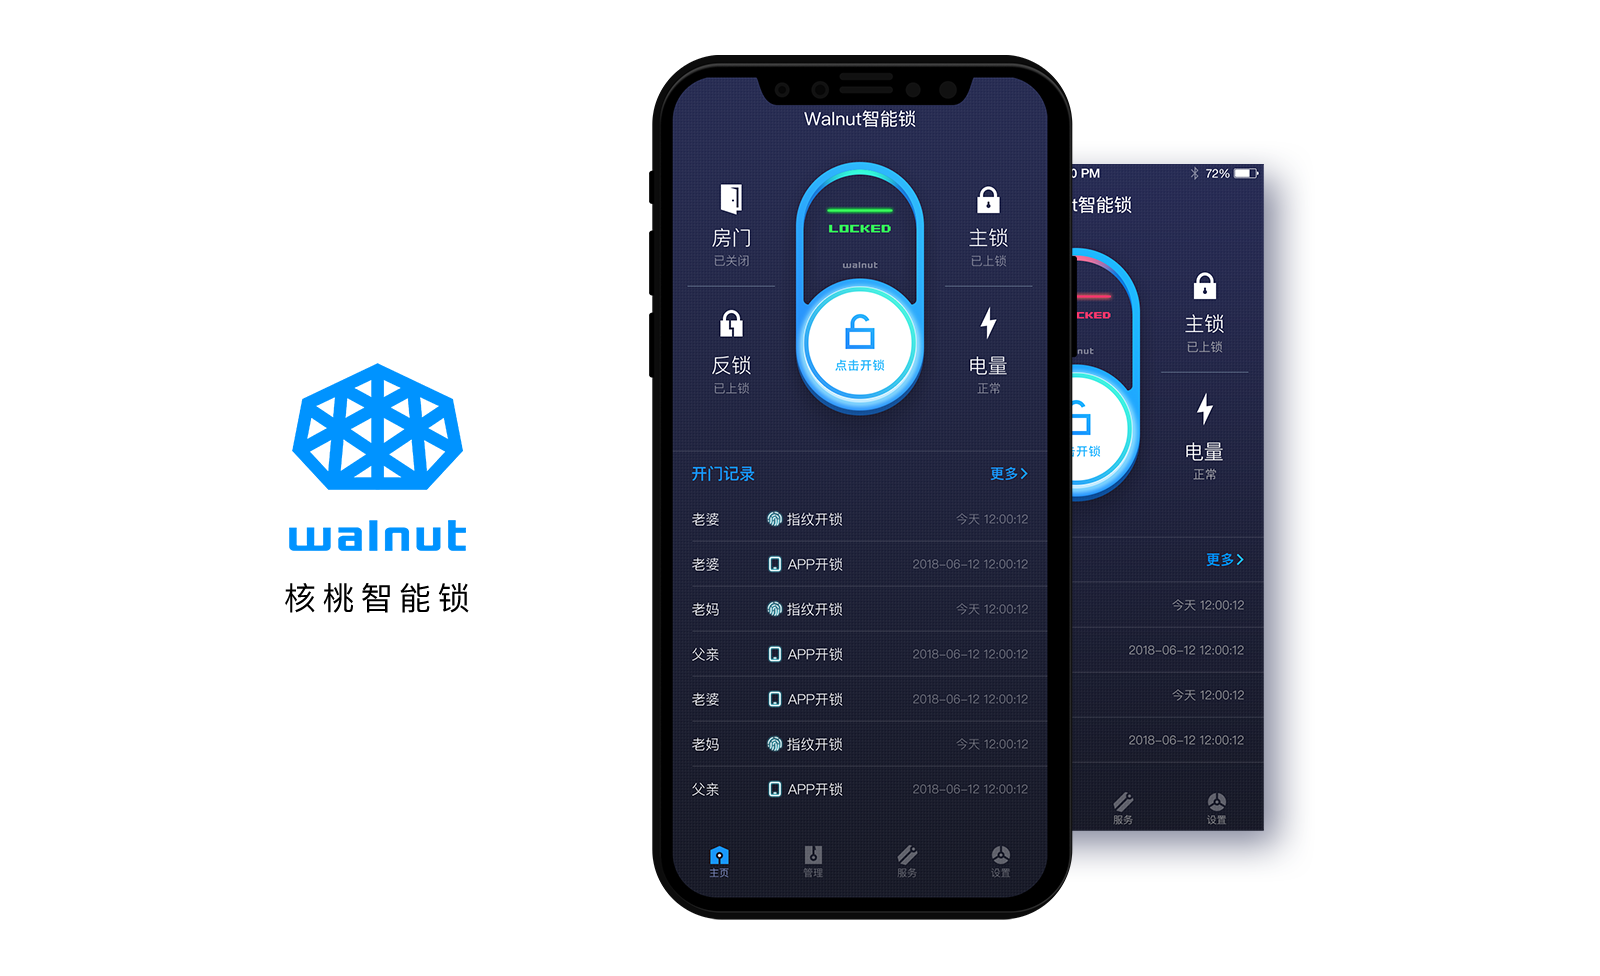 walnut
核桃智能锁
Walnut智能锁
房门
已关闭
LOCKED
walnut
主锁
已上锁
反锁
已上锁
点击开锁
电量
正常
开门记录 更多
老婆 指纹开锁 今天 12:00:12
老婆 APP开锁 2018-06-12 12:00:12
老妈 指纹开锁 今天 12:00:12
父亲 APP开锁 2018-06-12 12:00:12
老婆 APP开锁 2018-06-12 12:00:12
老妈 指纹开锁 今天 12:00:12
父亲 APP开锁 2018-06-12 12:00:12
主页 管理 服务 设置
0 PM 72%
t智能锁
CKED
nut
主锁
已上锁
开锁
电量
正常
更多
今天 12:00:12
2018-06-12 12:00:12
今天 12:00:12
2018-06-12 12:00:12
服务 设置